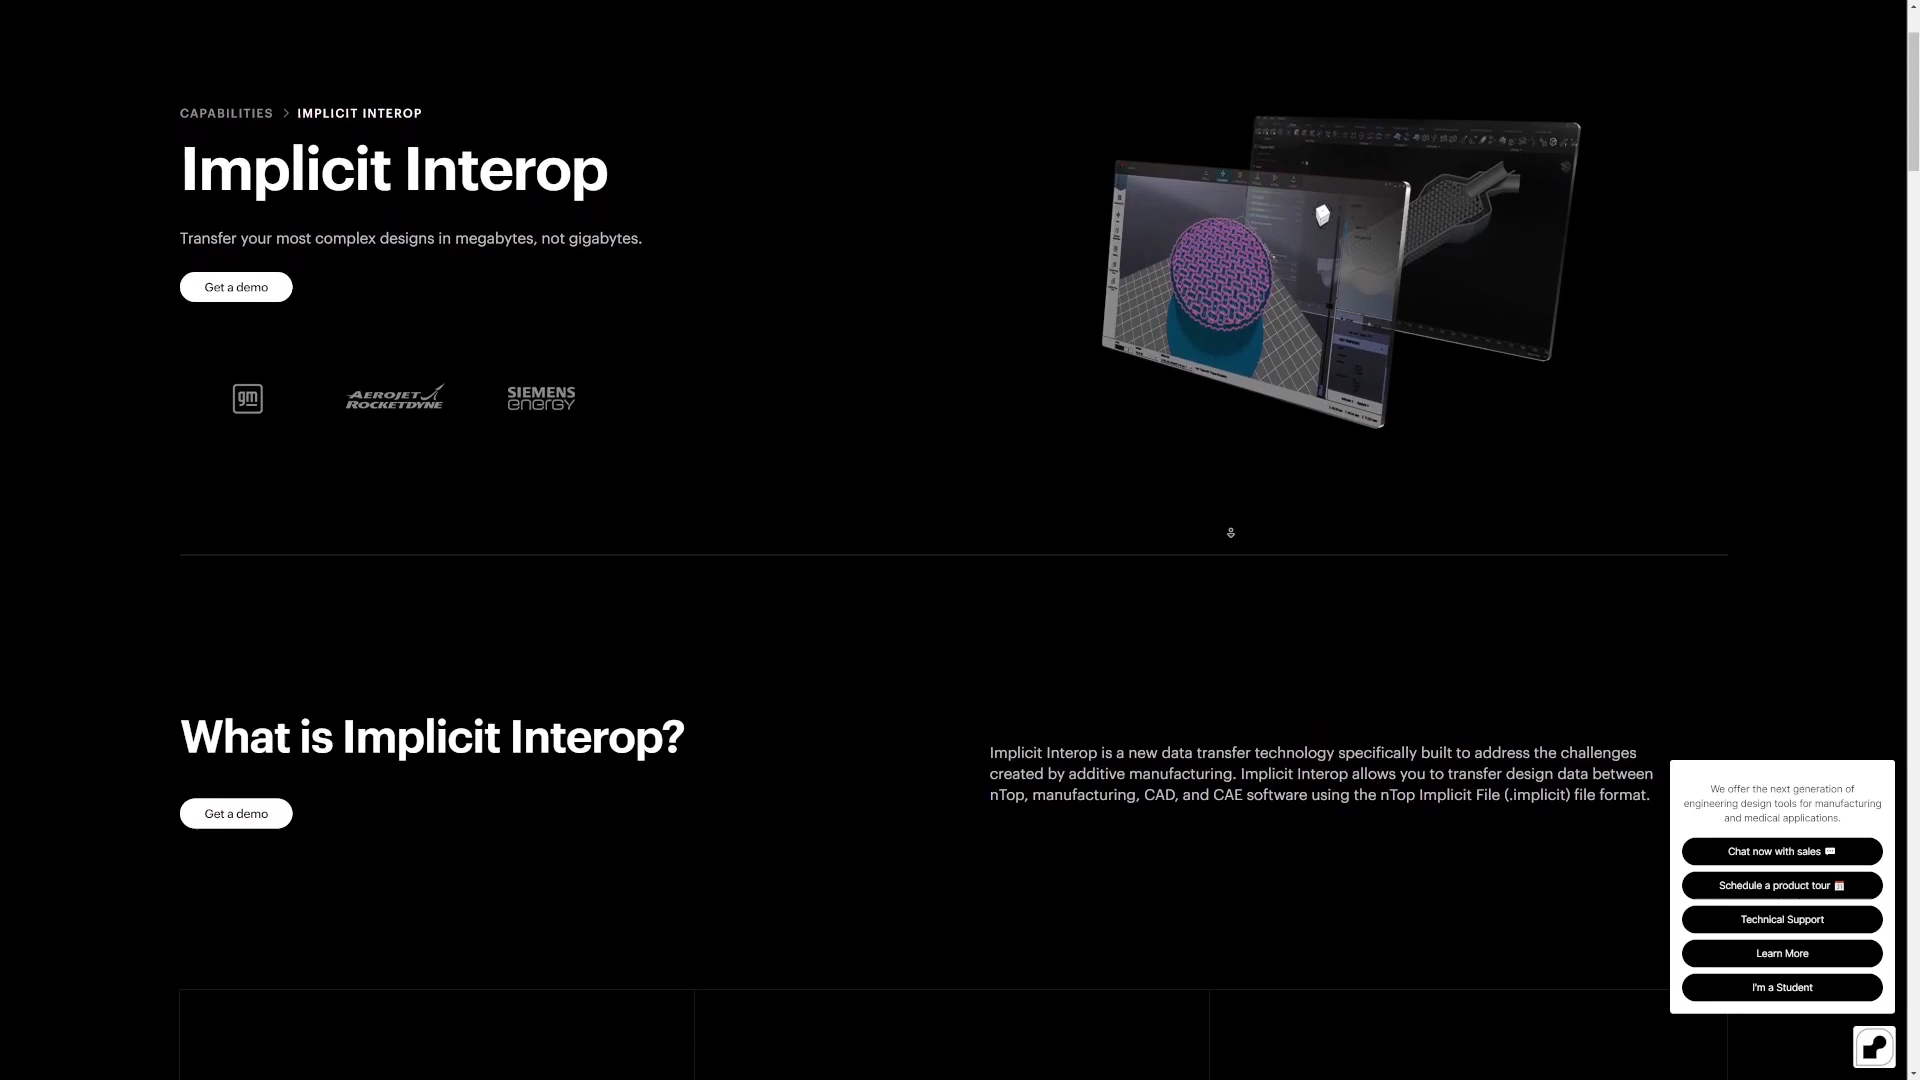 CAPABILITIES > IMPLICIT INTEROP
Implicit Interop
Transfer your most complex designs in megabytes, not gigabytes.
Get a demo
gm
AEROJET
ROCKETDYNE
SIEMENS
energy
What is Implicit Interop?
Get a demo
Implicit Interop is a new data transfer technology specifically built to address the challenges
created by additive manufacturing. Implicit Interop allows you to transfer design data between
nTop, manufacturing, CAD, and CAE software using the nTop Implicit File (.implicit) file format.
We offer the next generation of
engineering design tools for manufacturing
and medical applications.
Chat now with sales 💬
Schedule a product tour 📅
Technical Support
Learn More
I'm a Student